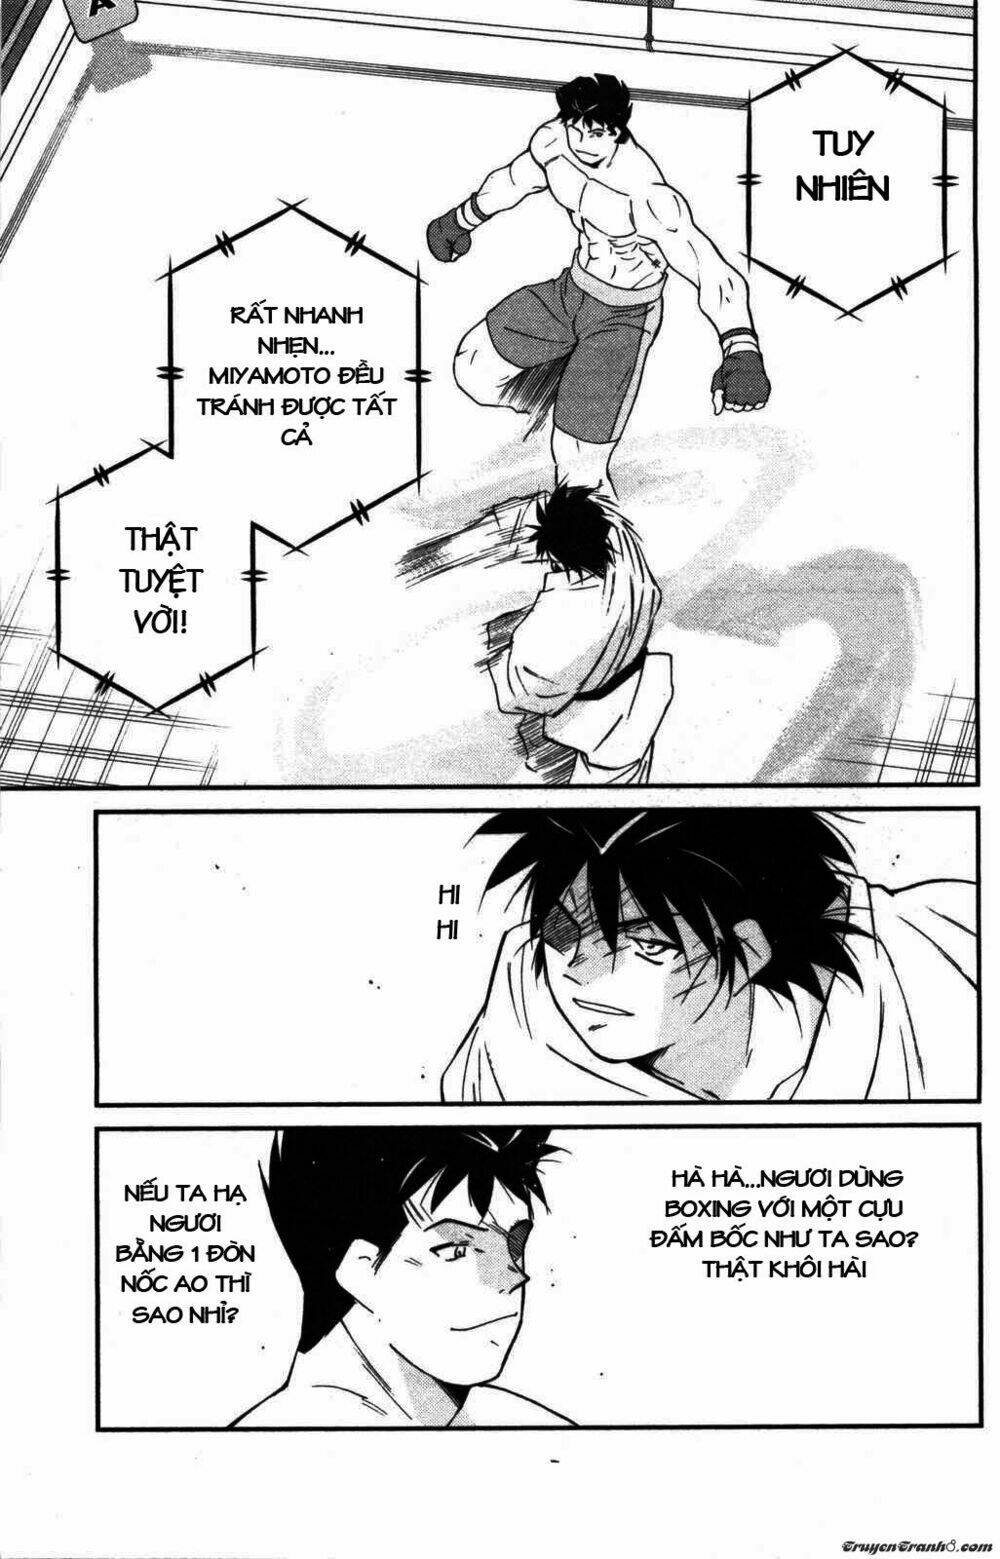 A
TUY
NHIÊN
RẤT NHANH
NHẸN...
MIYAMOTO ĐỀU
TRÁNH ĐƯỢC TẤT
CẢ
THẬT
TUYỆT
VỜI!
HI
HI
HÀ HÀ...NGƯƠI DÙNG
BOXING VỚI MỘT CỰU
ĐẤM BỐC NHƯ TA SAO?
THẬT KHÔI HÀI
NẾU TA HẠ
NGƯƠI
BẰNG 1 ĐÒN
NỐC AO THÌ
SAO NHỈ?
TruyenTranh8.com